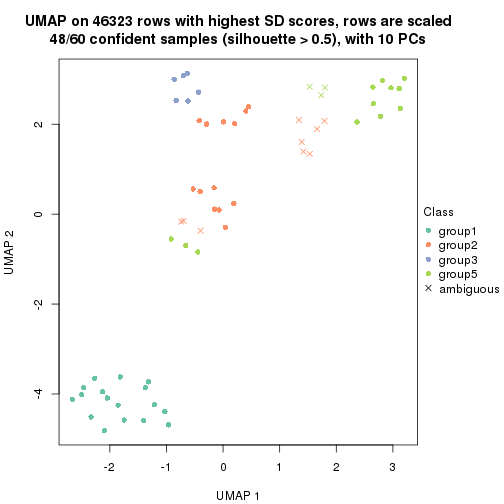 UMAP on 46323 rows with highest SD scores, rows are scaled
48/60 confident samples (silhouette > 0.5), with 10 PCs
2
0
-2
-4
UMAP 2
-2
-1
0
1
2
3
UMAP 1
Class
group1
group2
group3
group5
ambiguous